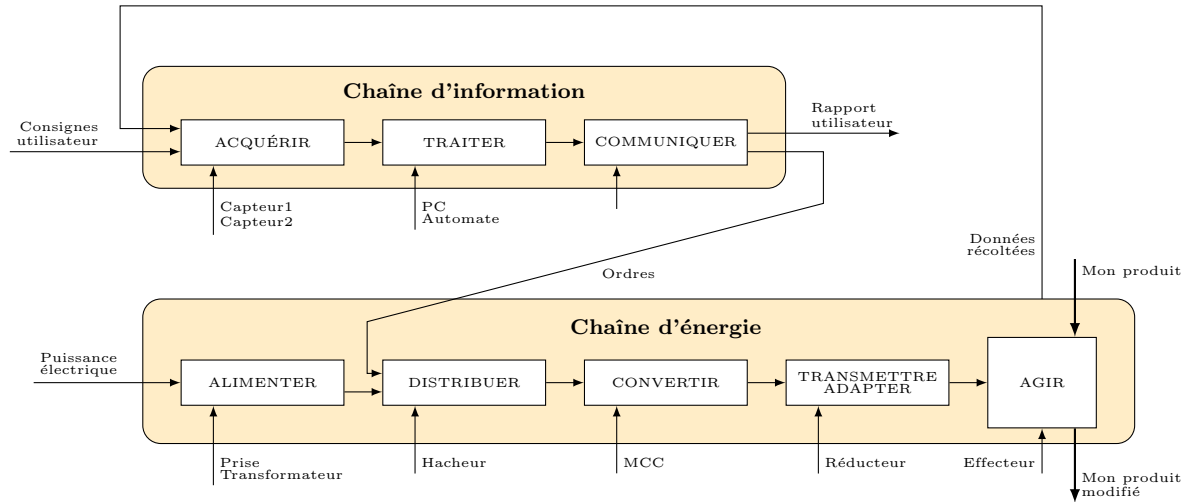 Chaîne d'information
Consignes
utilisateur
ACQUÉRIR
TRAITER
COMMUNIQUER
Rapport
utilisateur
Capteur1
Capteur2
PC
Automate
Données
récoltées
Ordres
Mon produit
Chaîne d'énergie
Puissance
électrique
ALIMENTER
DISTRIBUER
CONVERTIR
TRANSMETTRE
ADAPTER
AGIR
Prise
Transformateur
Hacheur
MCC
Réducteur
Effecteur
Mon produit
modifié